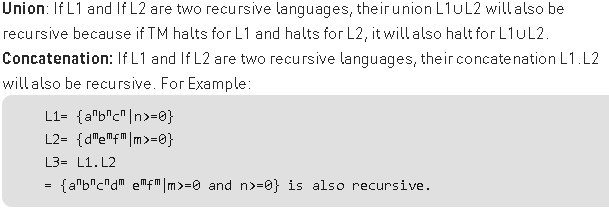 Union: If L1 and If L2 are two recursive languages, their union L1∪L2 will also be
recursive because if TM halts for L1 and halts for L2, it will also halt for L1∪L2.
Concatenation: If L1 and If L2 are two recursive languages, their concatenation L1.L2
will also be recursive. For Example:
L1= {aⁿbⁿcⁿ|n>=0}
L2= {dᵐeᵐfᵐ|m>=0}
L3= L1.L2
= {aⁿbⁿcⁿdᵐ eᵐfᵐ|m>=0 and n>=0} is also recursive.